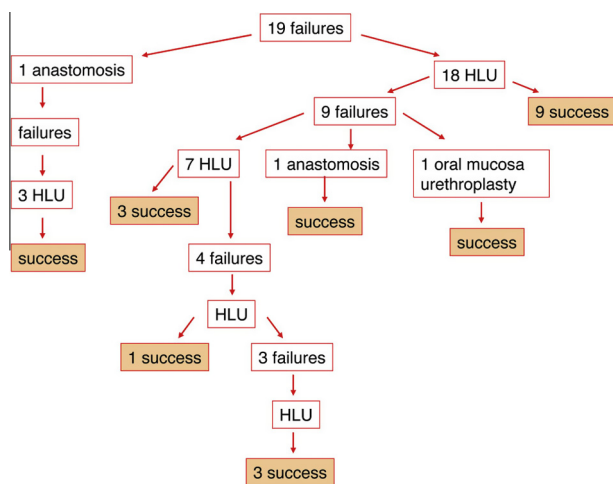 19 failures
1 anastomosis
18 HLU
failures
9 failures
9 success
7 HLU
1 anastomosis
1 oral mucosa
urethroplasty
3 HLU
3 success
success
success
success
4 failures
HLU
1 success
3 failures
HLU
3 success